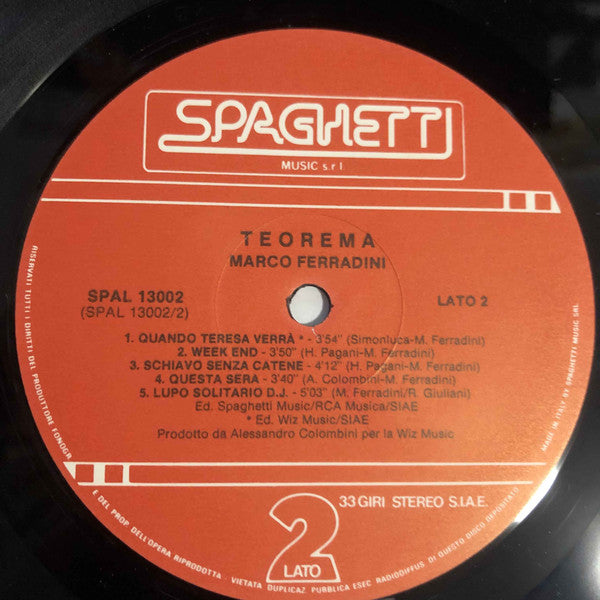 SPAGHETTI
MUSIC s.r l.
TEOREMA
MARCO FERRADINI
SPAL 13002
(SPAL 13002/2)
LATO 2
1. QUANDO TERESA VERRÀ * - 3'54" (Simonluca-M. Ferradini)
2. WEEK END - 3'50" (H. Pagani-M. Ferradini)
3. SCHIAVO SENZA CATENE - 4'12" (H. Pagani-M. Ferradini)
4. QUESTA SERA - 3'40" (A. Colombini-M. Ferradini)
5. LUPO SOLITARIO D.J. - 5'03" (M. Ferradini/R. Giuliani)
Ed. Spaghetti Music/RCA Musica/SIAE
* Ed. Wiz Music/SIAE
Prodotto da Alessandro Colombini per la Wiz Music
33 GIRI STEREO S.I.A.E.
2
LATO
RISERVATI TUTTI I DIRITTI DEL PRODUTTORE FONOGR.
E DEL PROP. DELL'OPERA RIPRODOTTA - VIETATA DUPLICAZ PUBBLICA ESEC RADIODIFFUS DI QUESTO DISCO DEPOSITATO
MADE IN ITALY BY SPAGHETTI MUSIC SRL